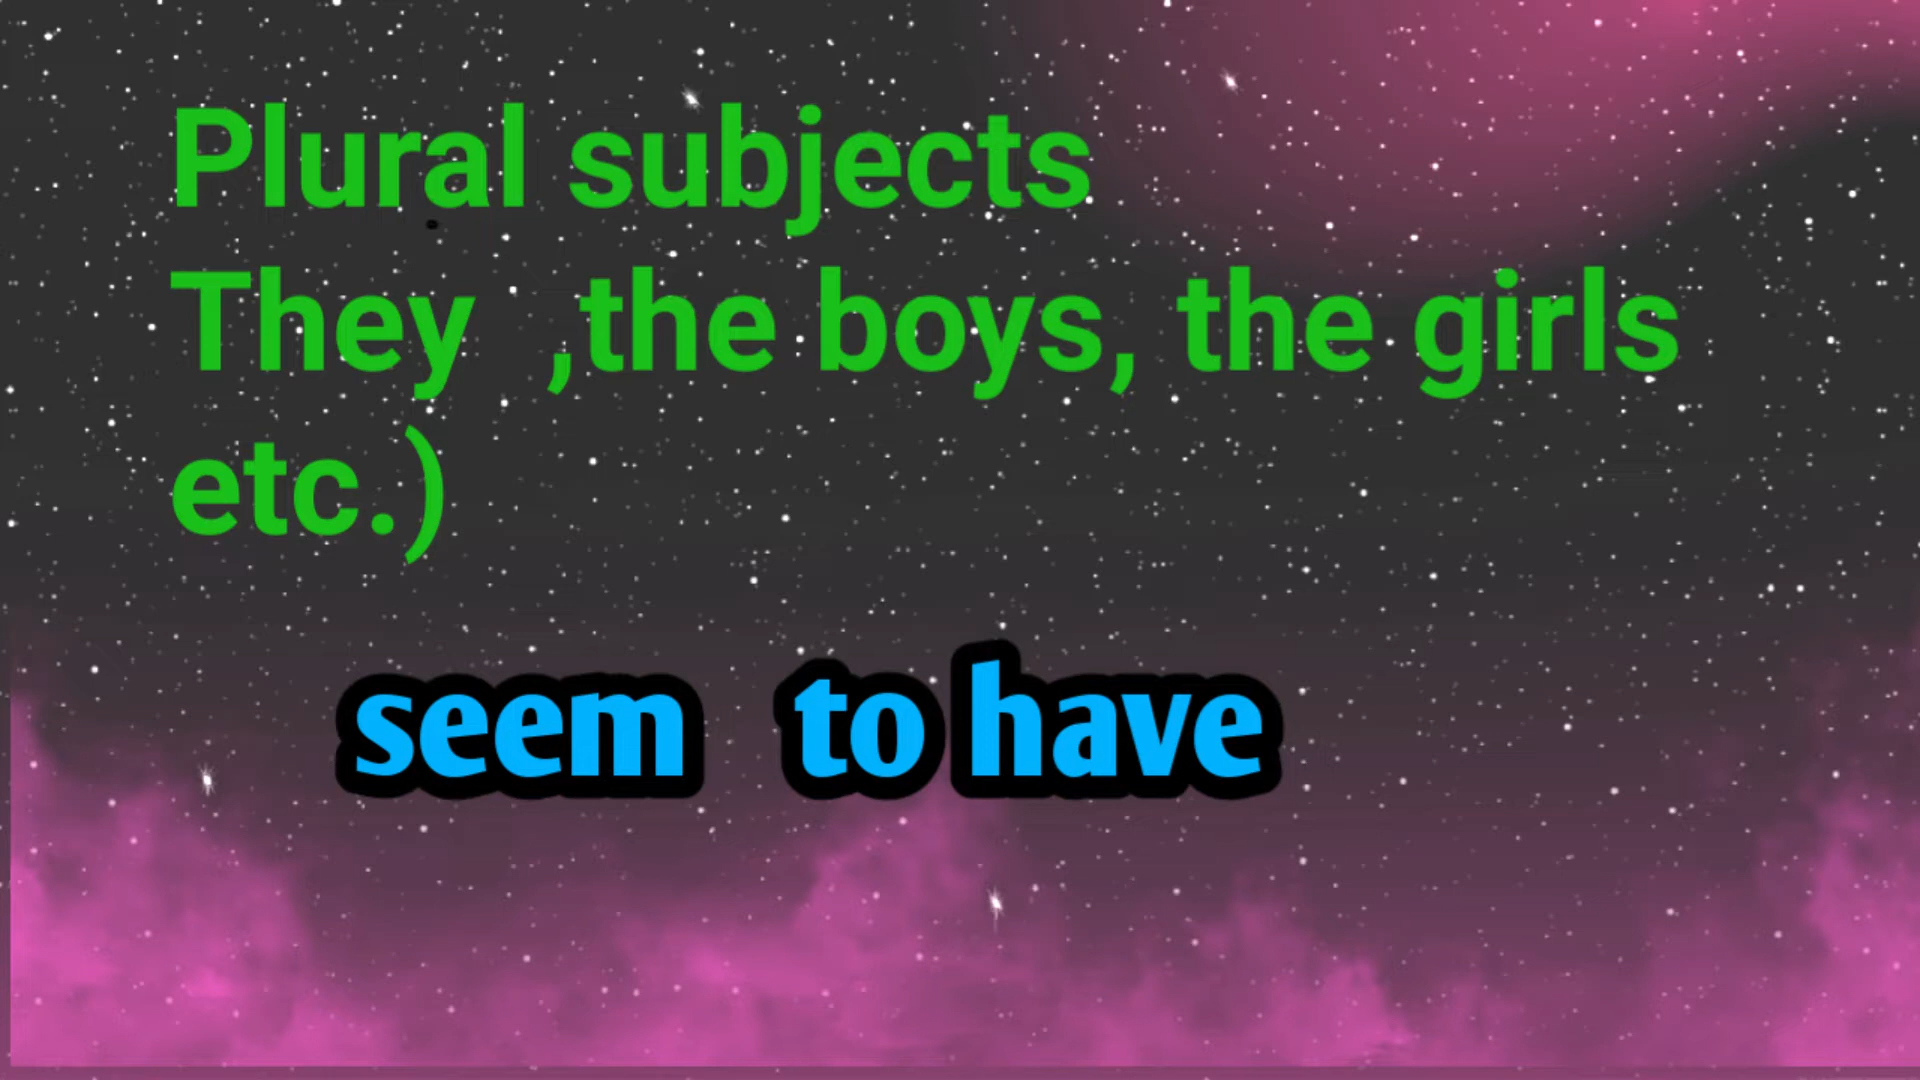 Plural subjects
They ,the boys, the girls
etc.)
seem to have